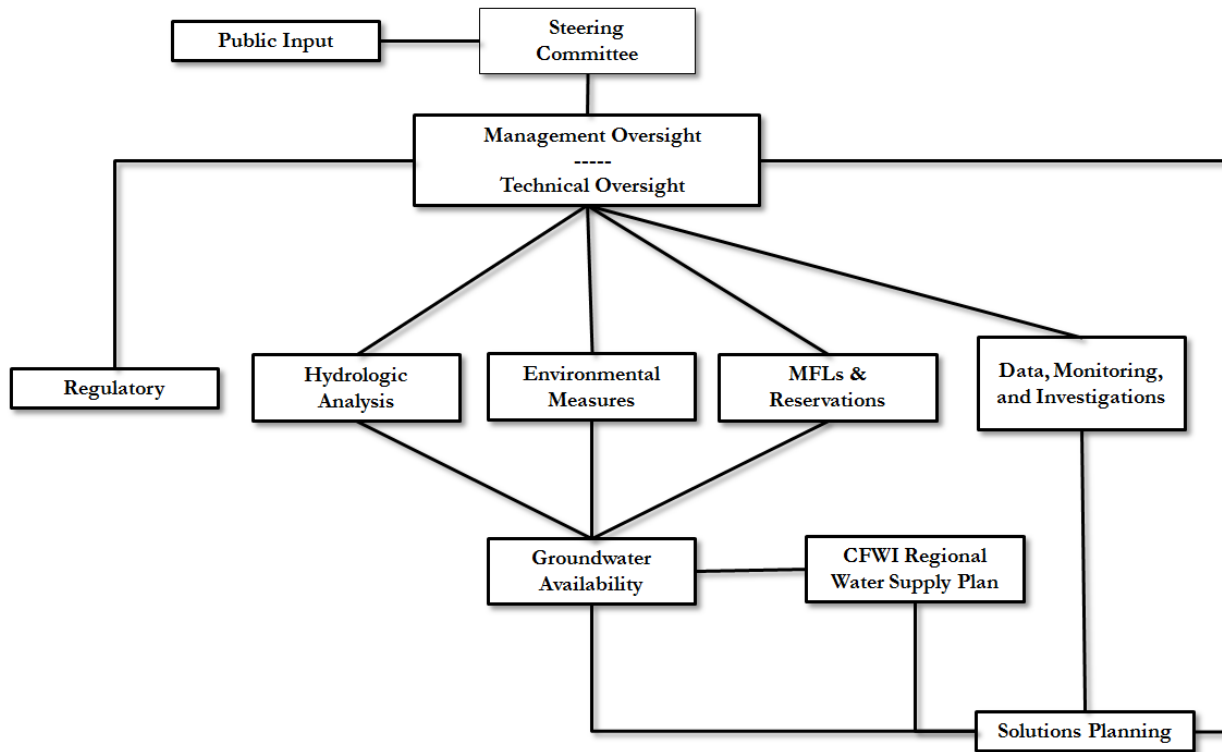 Public Input
Steering
Committee
Management Oversight
-----
Technical Oversight
Regulatory
Hydrologic
Analysis
Environmental
Measures
MFLs &
Reservations
Data, Monitoring,
and Investigations
Groundwater
Availability
CFWI Regional
Water Supply Plan
Solutions Planning